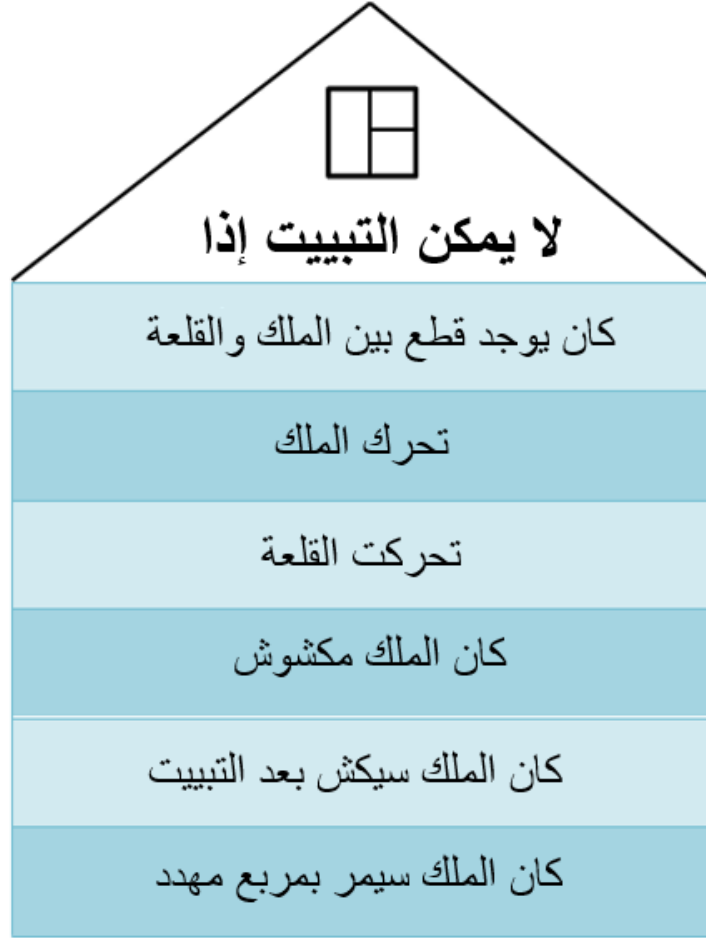 لا يمكن التبييت إذا
كان يوجد قطع بين الملك والقلعة
تحرك الملك
تحركت القلعة
كان الملك مكشوش
كان الملك سيكش بعد التبييت
كان الملك سيمر بمربع مهدد